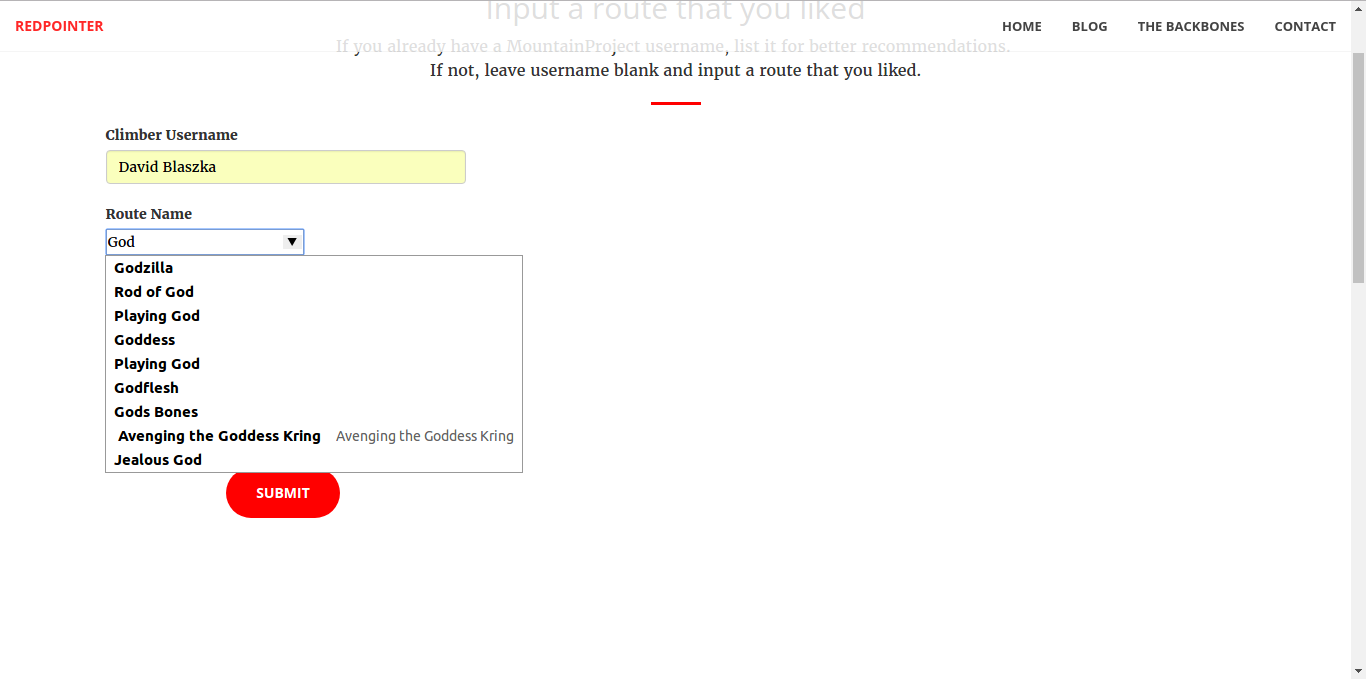 Input a route that you liked
REDPOINTER HOME BLOG THE BACKBONES CONTACT
If you already have a MountainProject username, list it for better recommendations.
If not, leave username blank and input a route that you liked.
Climber Username
David Blaszka
Route Name
God ▼
Godzilla
Rod of God
Playing God
Goddess
Playing God
Godflesh
Gods Bones
Avenging the Goddess Kring Avenging the Goddess Kring
Jealous God
SUBMIT